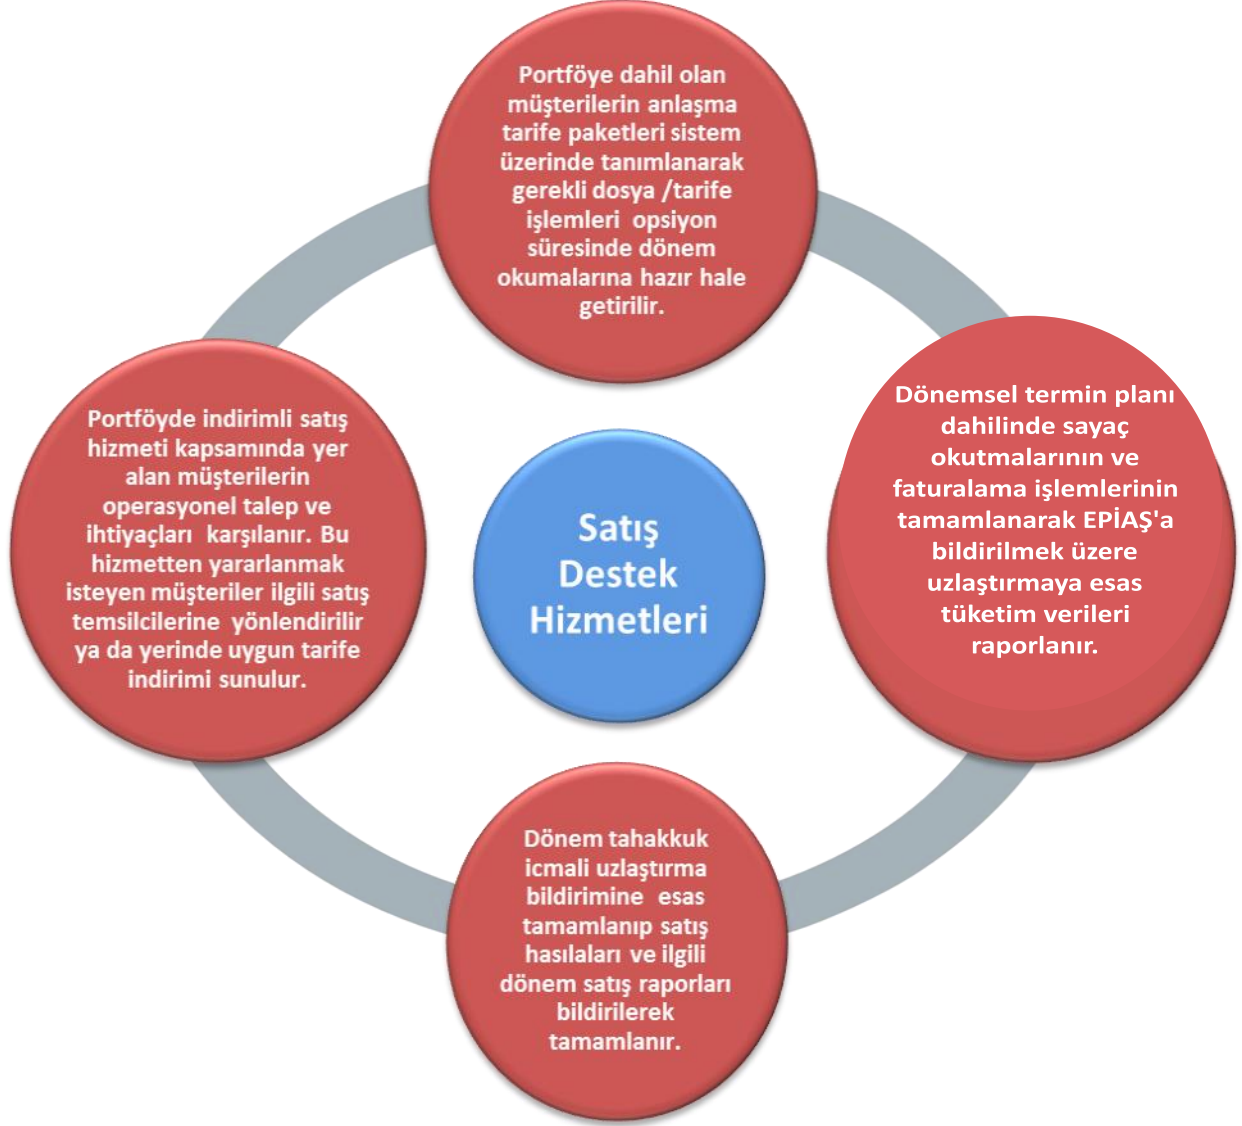 Portföye dahil olan
müşterilerin anlaşma
tarife paketleri sistem
üzerinde tanımlanarak
gerekli dosya /tarife
işlemleri opsiyon
süresinde dönem
okumalarına hazır hale
getirilir.
Dönemsel termin planı
dahilinde sayaç
okutmalarının ve
faturalama işlemlerinin
tamamlanarak EPİAŞ'a
bildirilmek üzere
uzlaştırmaya esas
tüketim verileri
raporlanır.
Dönem tahakkuk
icmali uzlaştırma
bildirimine esas
tamamlanıp satış
hasılaları ve ilgili
dönem satış raporları
bildirilerek
tamamlanır.
Portföyde indirimli satış
hizmeti kapsamında yer
alan müşterilerin
operasyonel talep ve
ihtiyaçları karşılanır. Bu
hizmetten yararlanmak
isteyen müşteriler ilgili satış
temsilcilerine yönlendirilir
ya da yerinde uygun tarife
indirimi sunulur.
Satış
Destek
Hizmetleri